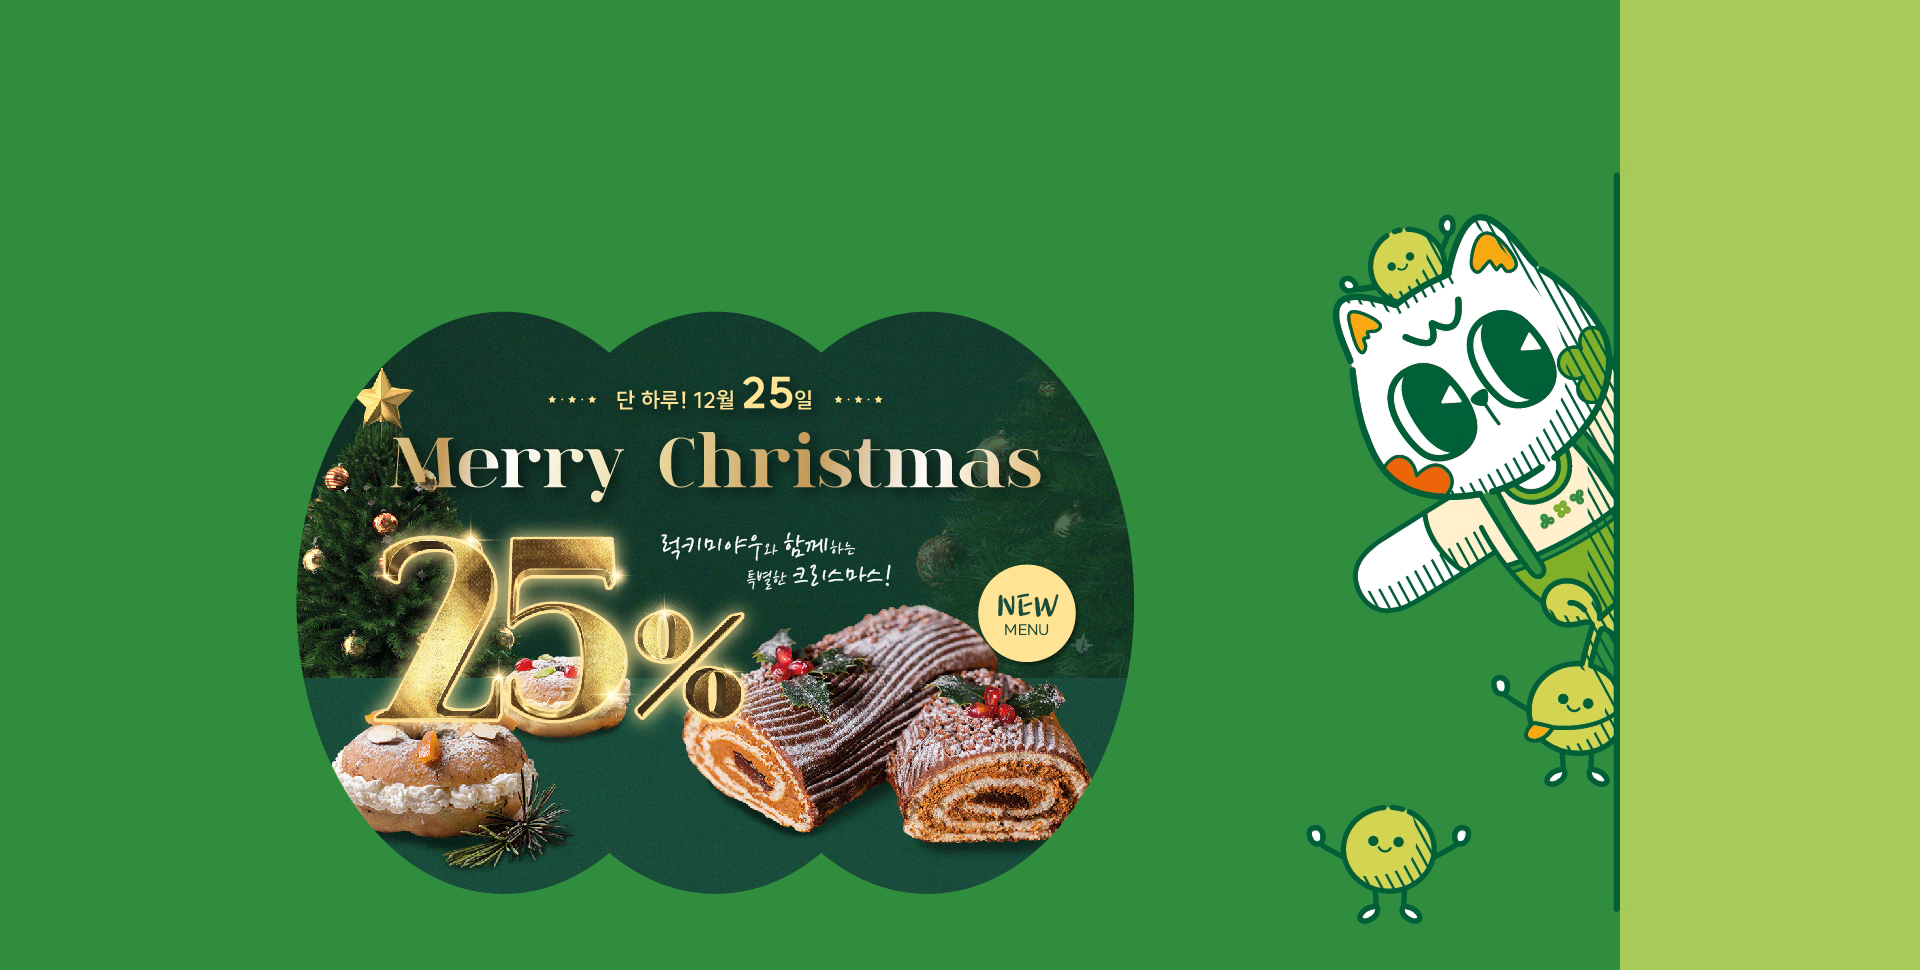 단 하루! 12월 25일
Merry Christmas
25%
럭키미야우와 함께하는
특별한 크리스마스!
NEW
MENU